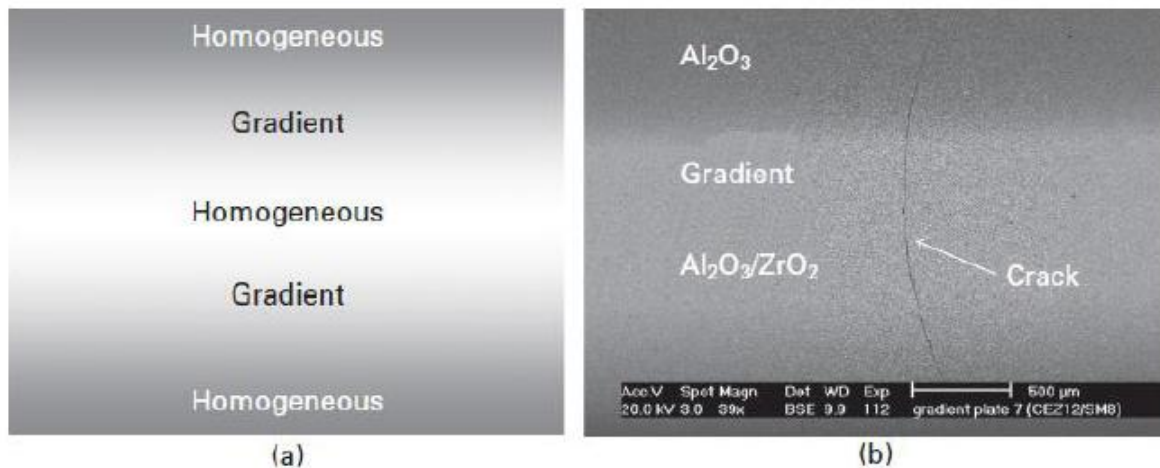 Homogeneous
Gradient
Homogeneous
Gradient
Homogeneous
(a)
Al₂O₃
Gradient
Al₂O₃/ZrO₂
Crack
Acc.V Spot Magn Det WD Exp 500 µm
20.0 kV 3.0 39x BSE 9.9 112 gradient plate 7 (CEZ12/SM8)
(b)